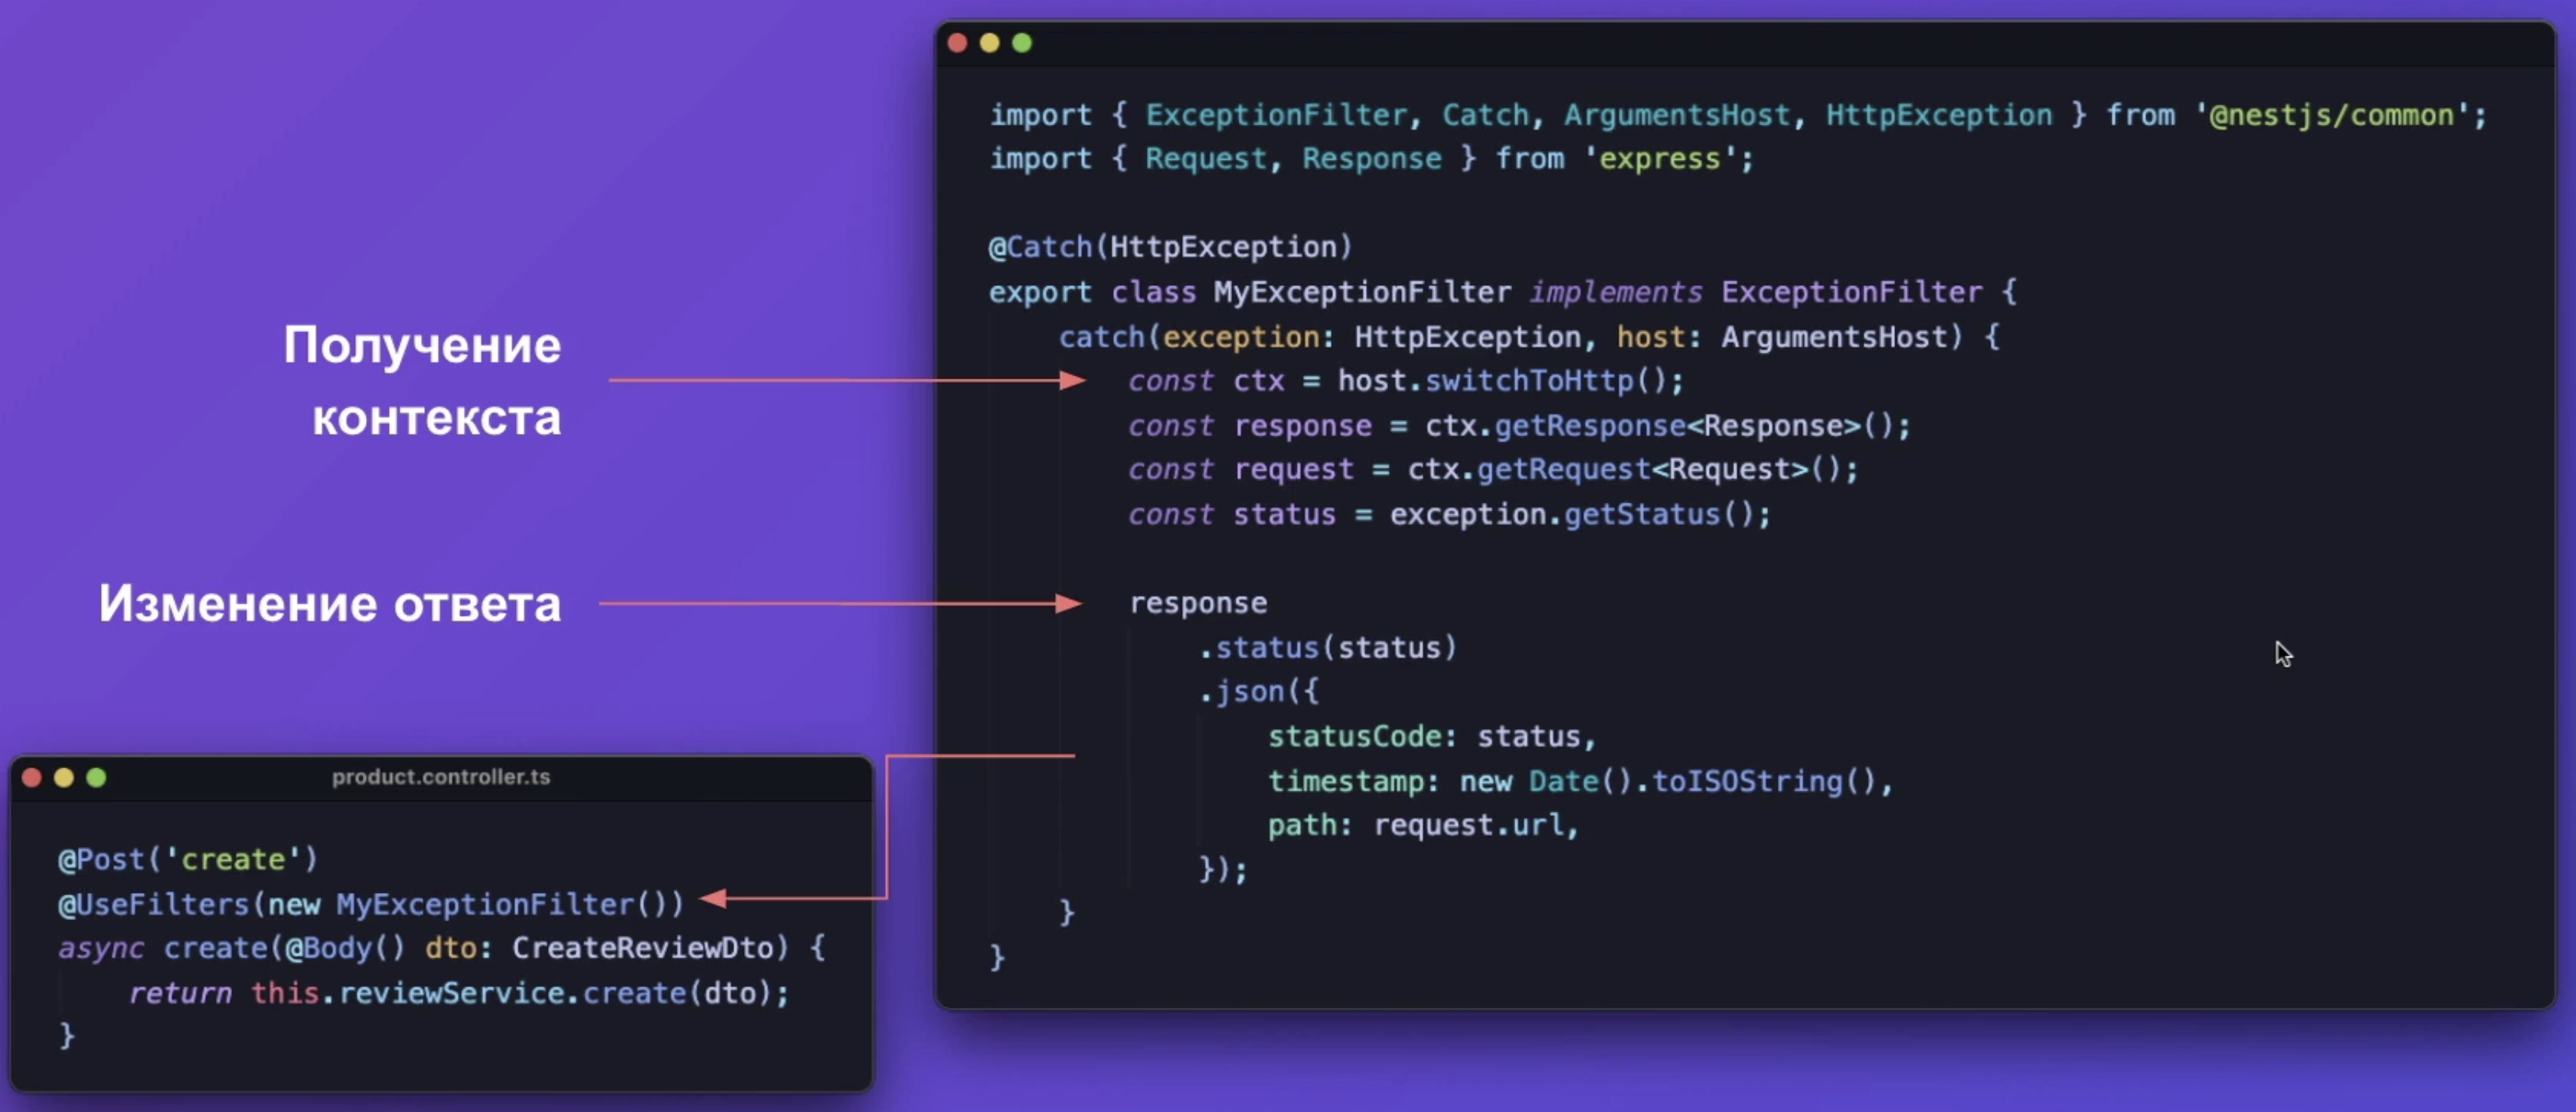 Получение
контекста
Изменение ответа
import { ExceptionFilter, Catch, ArgumentsHost, HttpException } from '@nestjs/common';
import { Request, Response } from 'express';
@Catch(HttpException)
export class MyExceptionFilter implements ExceptionFilter {
catch(exception: HttpException, host: ArgumentsHost) {
const ctx = host.switchToHttp();
const response = ctx.getResponse<Response>();
const request = ctx.getRequest<Request>();
const status = exception.getStatus();
response
.status(status)
.json({
statusCode: status,
timestamp: new Date().toISOString(),
path: request.url,
});
}
}
product.controller.ts
@Post('create')
@UseFilters(new MyExceptionFilter())
async create(@Body() dto: CreateReviewDto) {
return this.reviewService.create(dto);
}